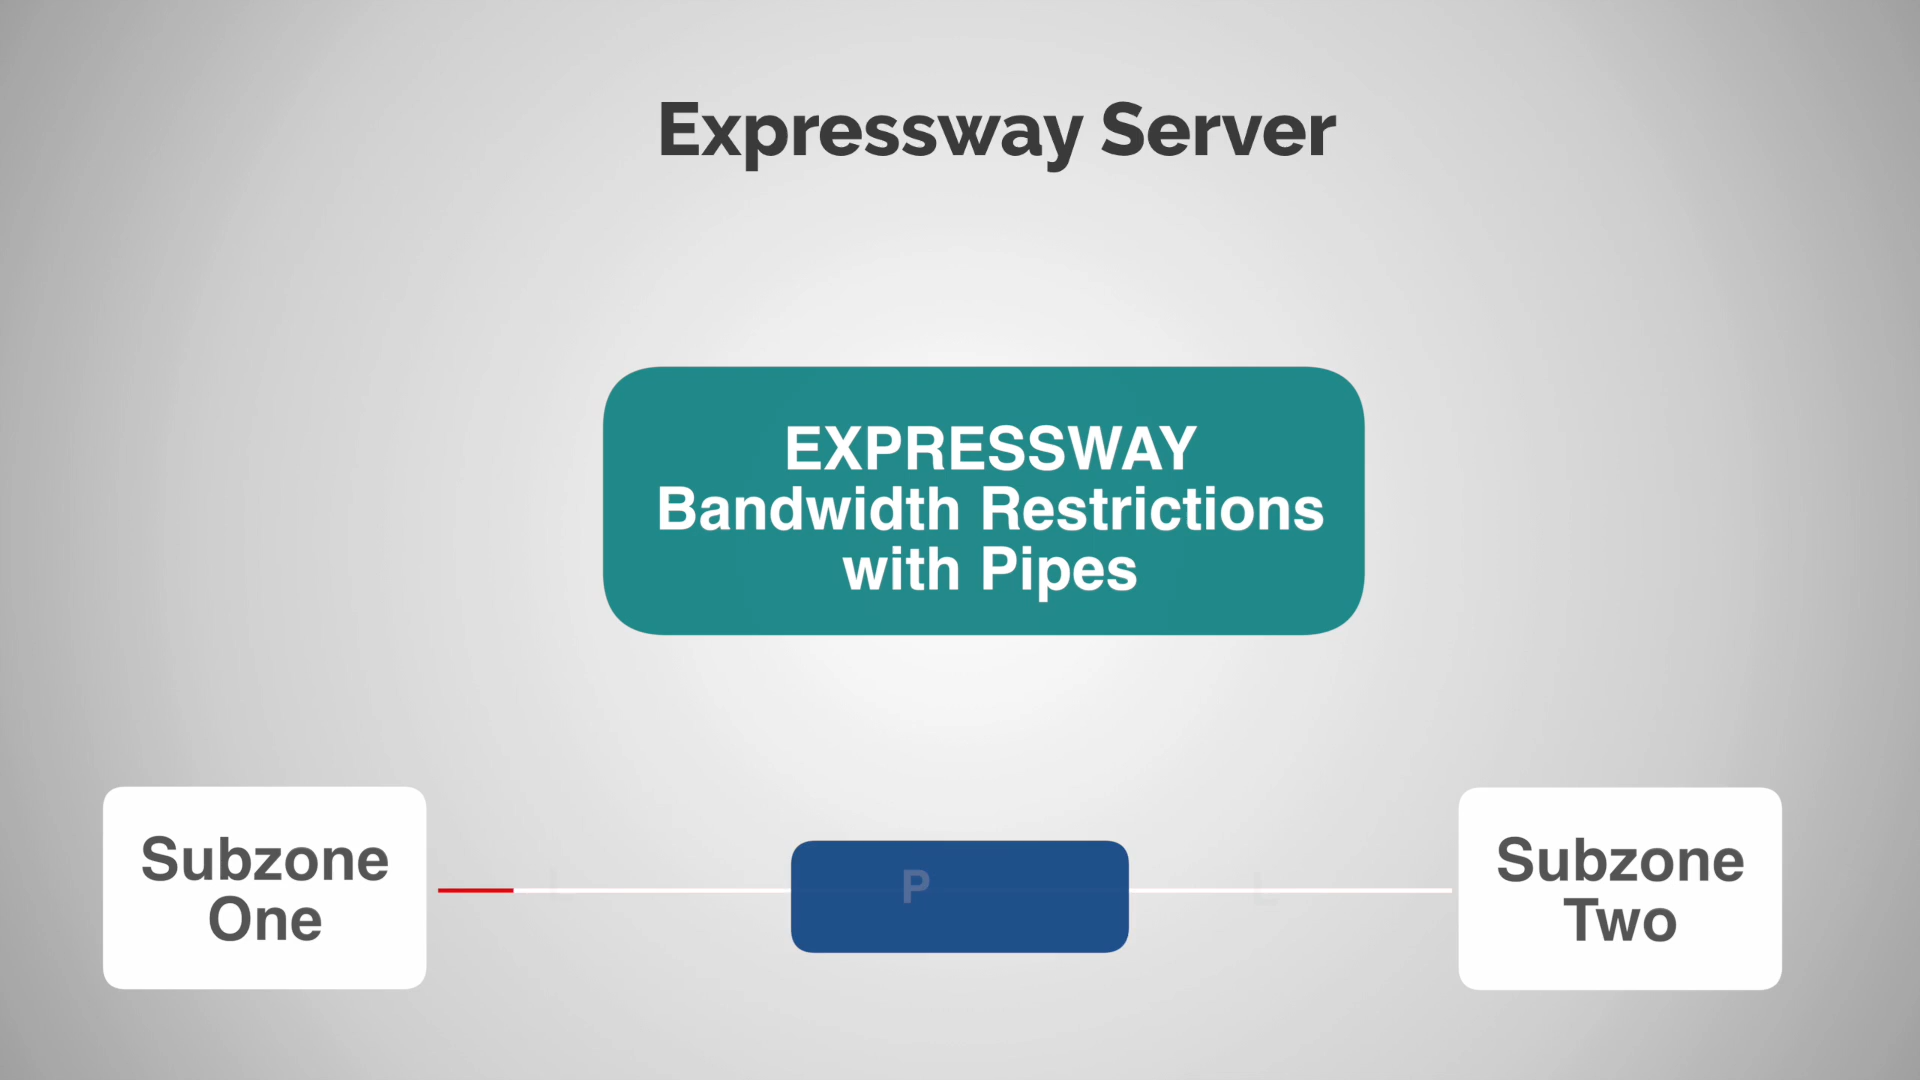 Expressway Server
EXPRESSWAY
Bandwidth Restrictions
with Pipes
Subzone
One
P
Subzone
Two